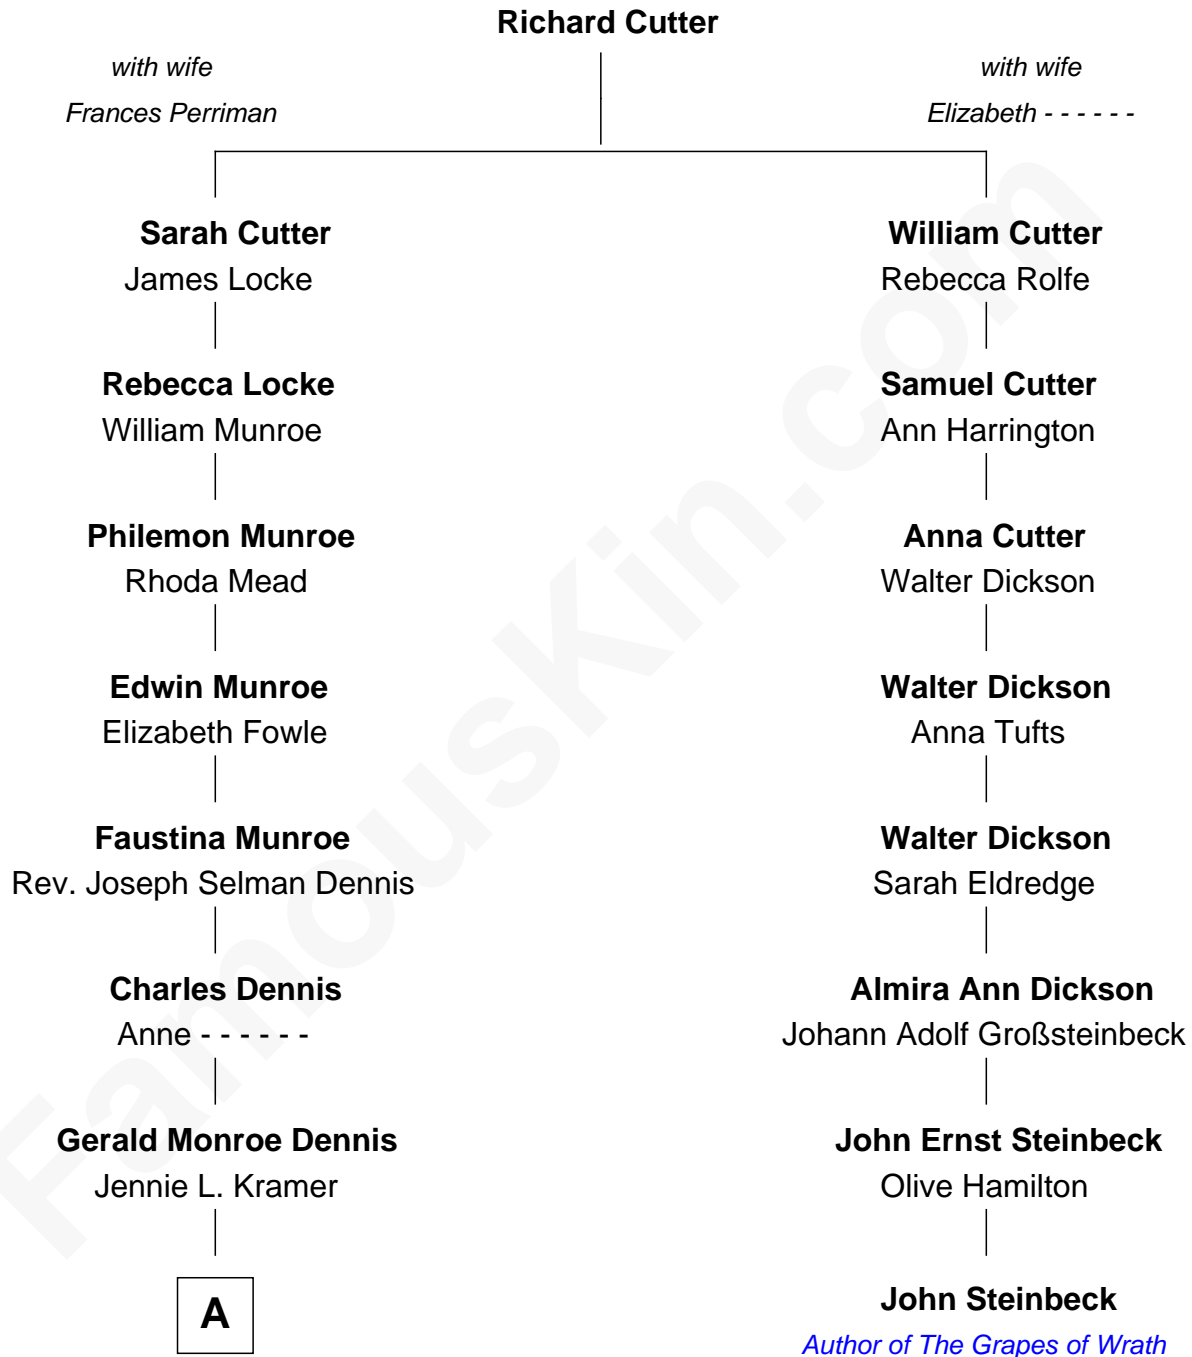 Richard Cutter
with wife
Frances Perriman
with wife
Elizabeth - - - - - -
Sarah Cutter
James Locke
William Cutter
Rebecca Rolfe
Rebecca Locke
William Munroe
Samuel Cutter
Ann Harrington
Philemon Munroe
Rhoda Mead
Anna Cutter
Walter Dickson
Edwin Munroe
Elizabeth Fowle
Walter Dickson
Anna Tufts
Faustina Munroe
Rev. Joseph Selman Dennis
Walter Dickson
Sarah Eldredge
Charles Dennis
Anne - - - - - -
Almira Ann Dickson
Johann Adolf Großsteinbeck
Gerald Monroe Dennis
Jennie L. Kramer
John Ernst Steinbeck
Olive Hamilton
A
John Steinbeck
Author of The Grapes of Wrath
FamousKin.com